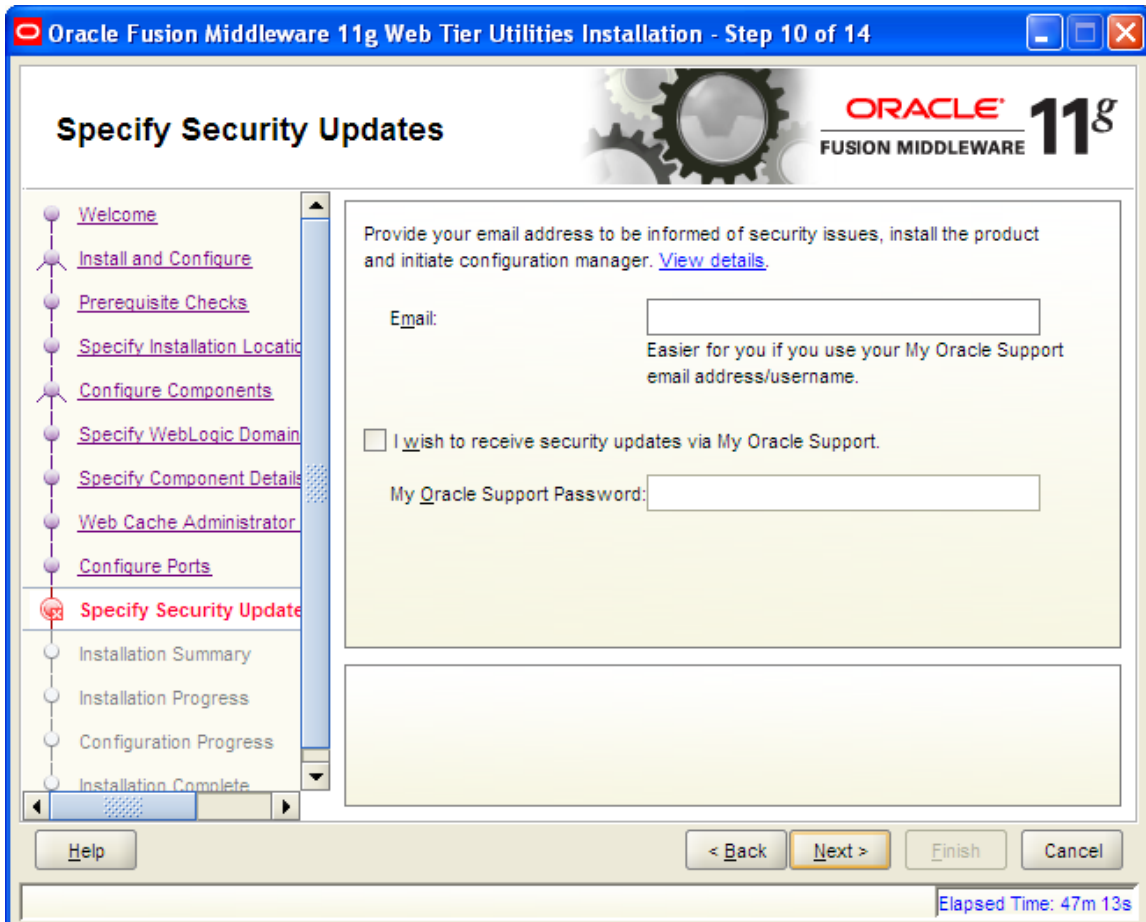 Oracle Fusion Middleware 11g Web Tier Utilities Installation - Step 10 of 14
Specify Security Updates
ORACLE
FUSION MIDDLEWARE
11g
Welcome
Install and Configure
Prerequisite Checks
Specify Installation Locatio
Configure Components
Specify WebLogic Domain
Specify Component Details
Web Cache Administrator
Configure Ports
Specify Security Update
Installation Summary
Installation Progress
Configuration Progress
Installation Complete
Provide your email address to be informed of security issues, install the product
and initiate configuration manager. View details.
Email:
Easier for you if you use your My Oracle Support
email address/username.
I wish to receive security updates via My Oracle Support.
My Oracle Support Password:
Help
< Back
Next >
Finish
Cancel
Elapsed Time: 47m 13s